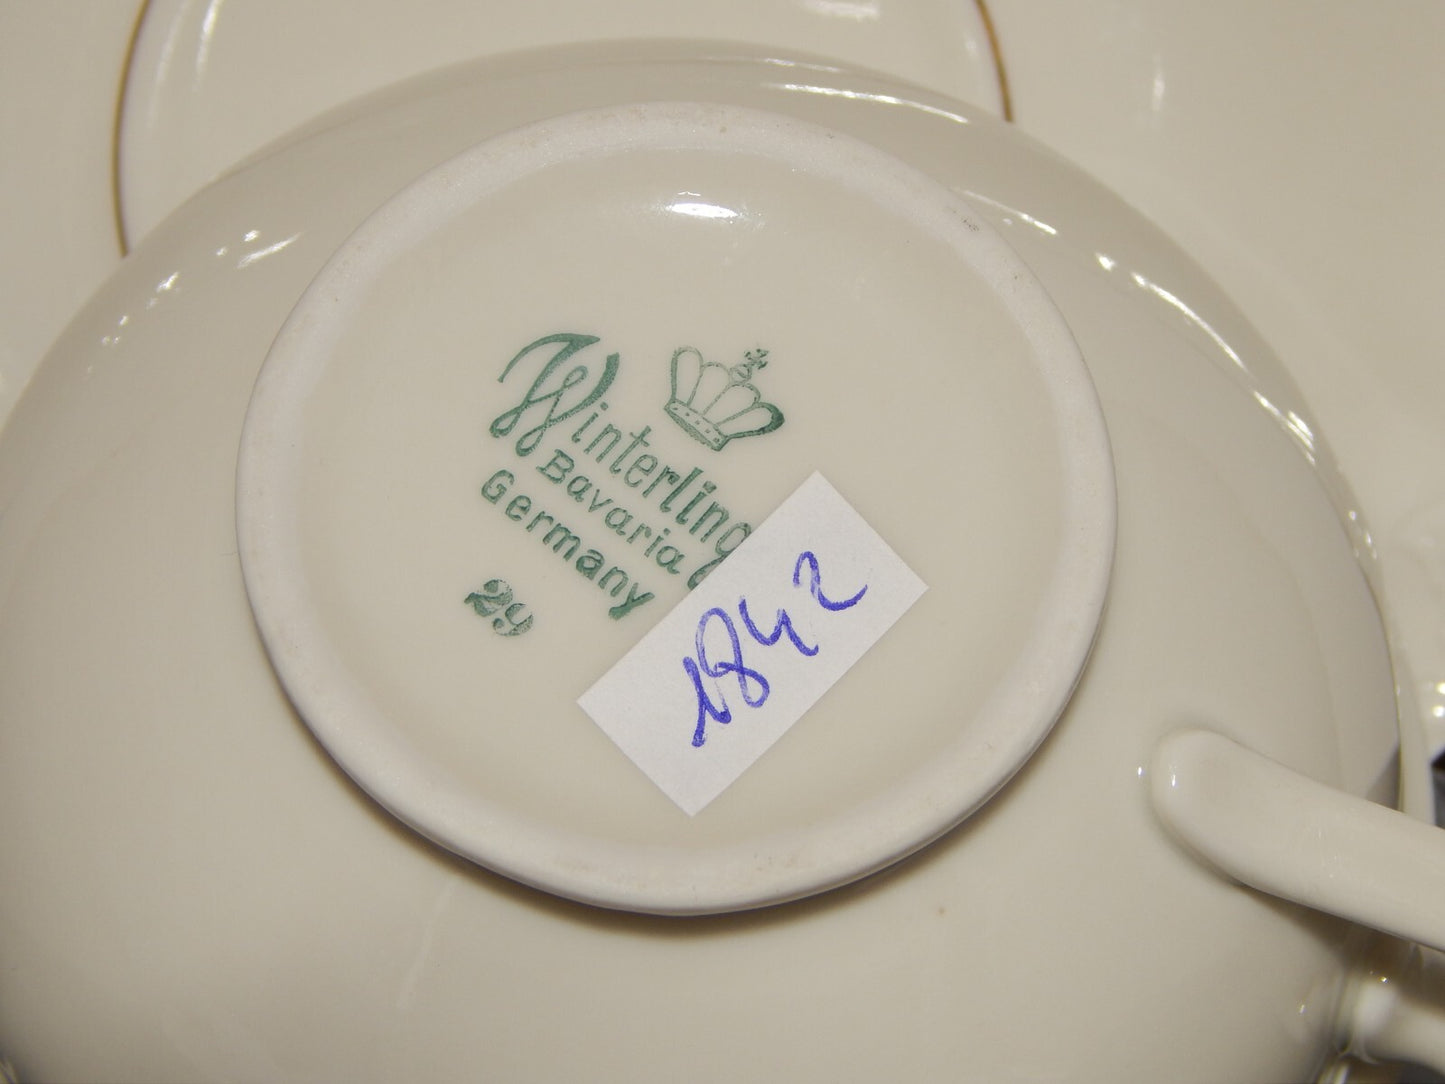 Winterling
Bavaria
Germany
29
1842